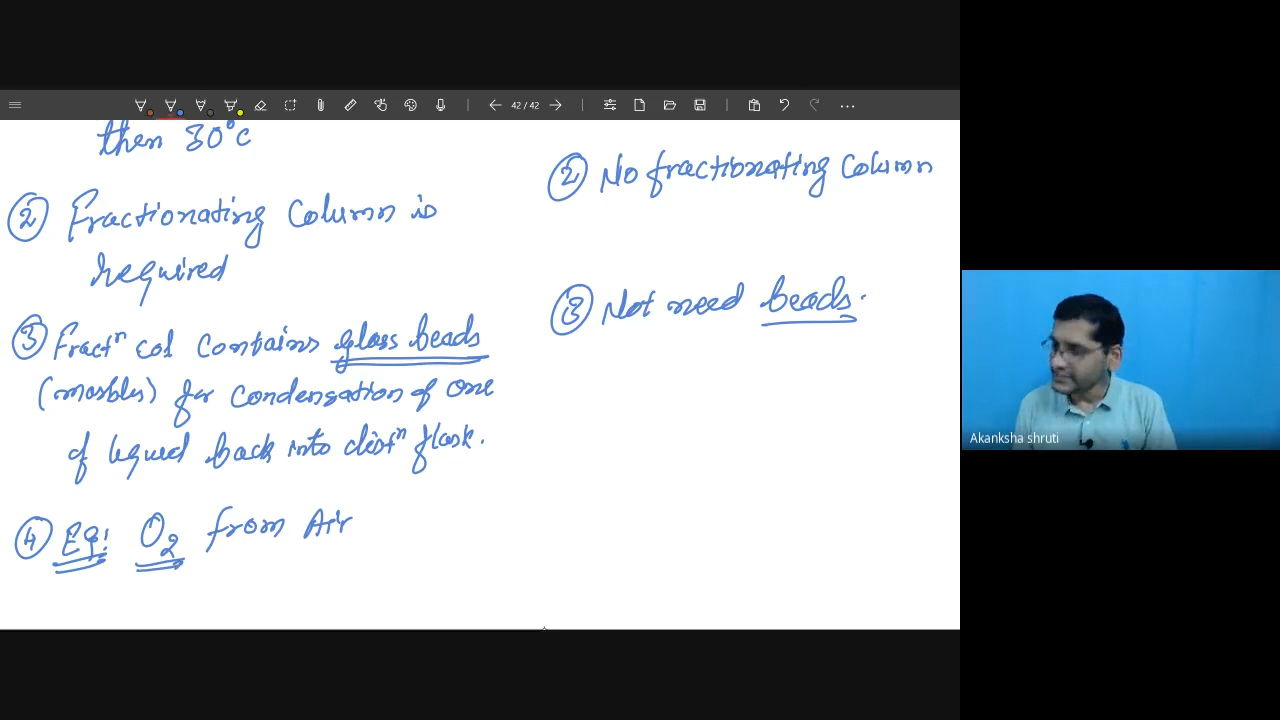 42 / 42
then 30°c
② Fractionating Column is
required
③ Fractⁿ col contains glass beads
(marbles) for Condensation of one
of liquid back into distⁿ flask.
④ Eg: O₂ from Air
② No fractionating Column
③ Not need beads.
Akanksha shruti